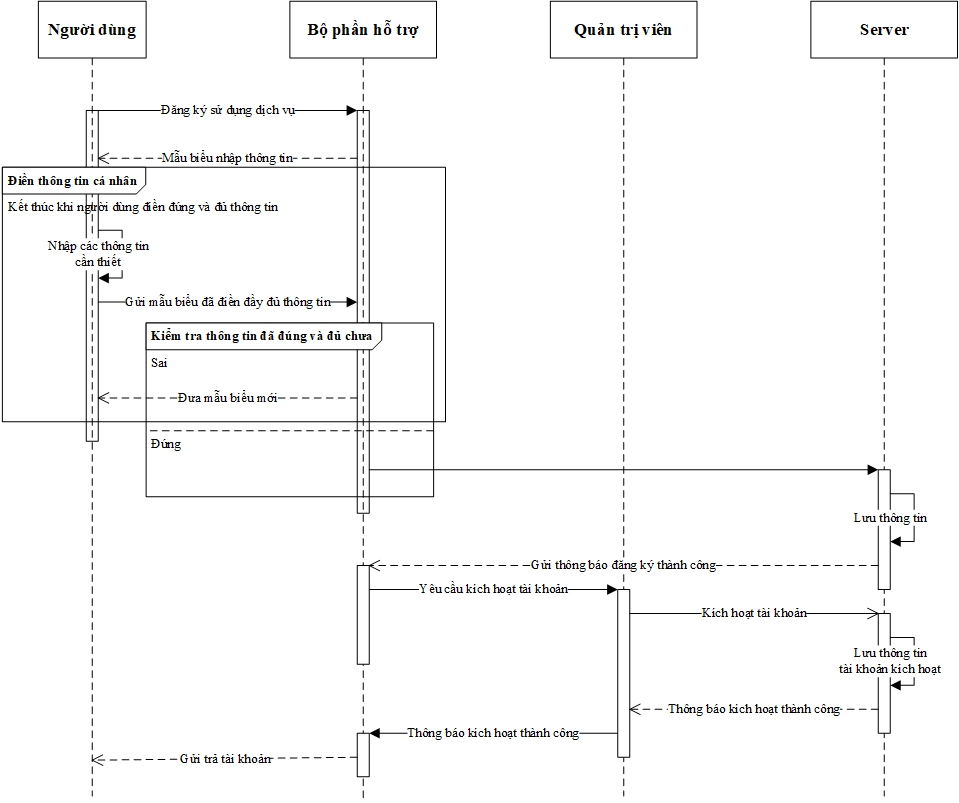 Người dùng
Bộ phần hỗ trợ
Quản trị viên
Server
Đăng ký sử dụng dịch vụ
Mẫu biểu nhập thông tin
Điền thông tin cá nhân
Kết thúc khi người dùng điền đúng và đủ thông tin
Nhập các thông tin
cần thiết
Gửi mẫu biểu đã điền đầy đủ thông tin
Kiểm tra thông tin đã đúng và đủ chưa
Sai
Đưa mẫu biểu mới
Đúng
Lưu thông tin
Gửi thông báo đăng ký thành công
Yêu cầu kích hoạt tài khoản
Kích hoạt tài khoản
Lưu thông tin
tài khoản kích hoạt
Thông báo kích hoạt thành công
Thông báo kích hoạt thành công
Gửi trả tài khoản